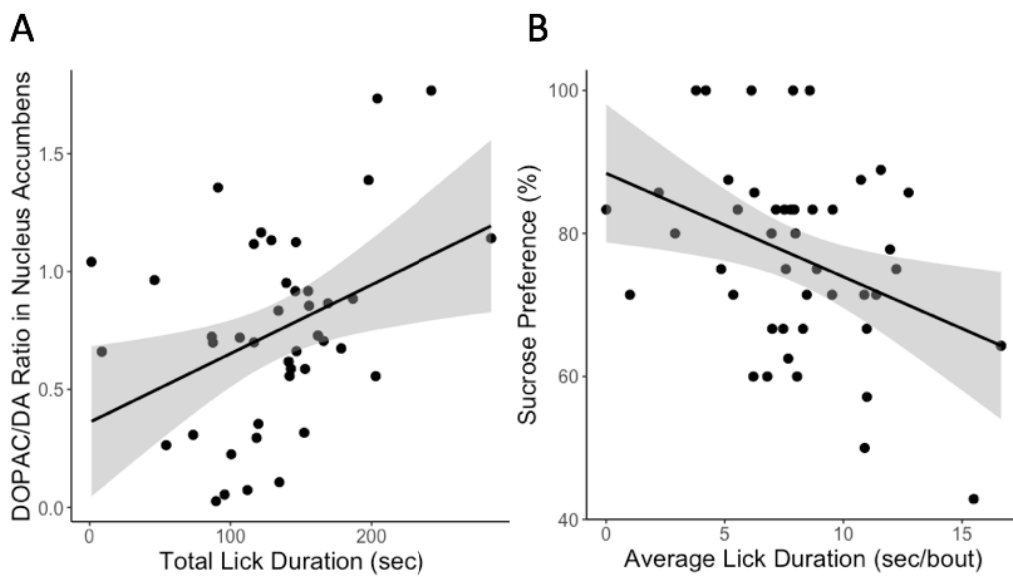 A
DOPAC/DA Ratio in Nucleus Accumbens
1.5
1.0
0.5
0.0
0
100
200
Total Lick Duration (sec)
B
Sucrose Preference (%)
100
80
60
40
0
5
10
15
Average Lick Duration (sec/bout)